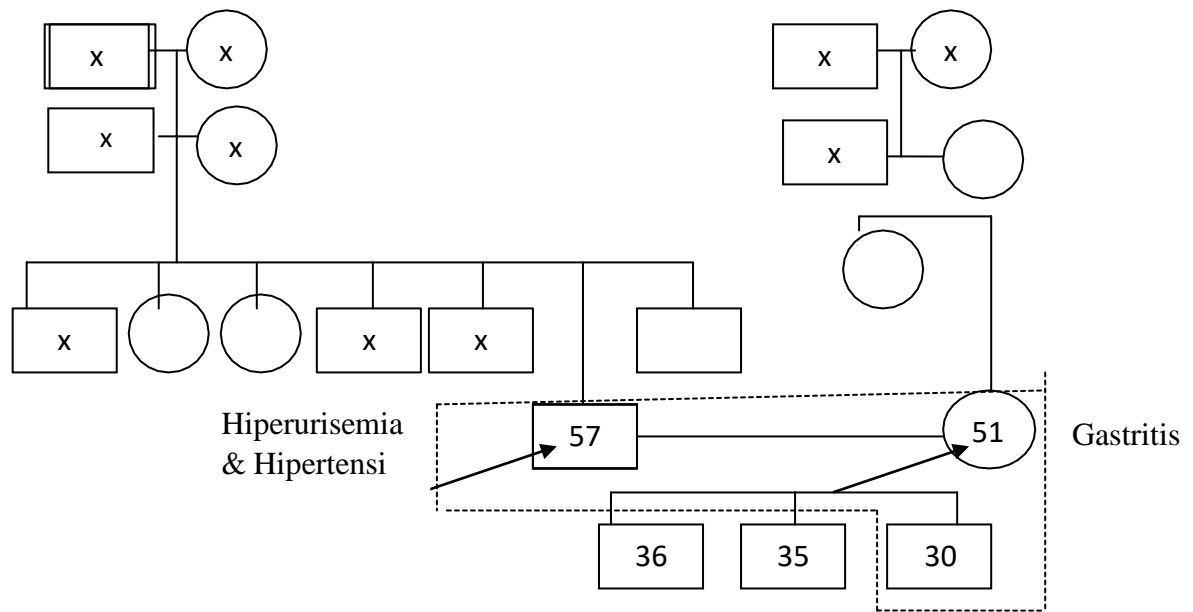 x
x
x
x
x
x
x
x
x
x
Hiperurisemia
& Hipertensi
57
51
Gastritis
36
35
30